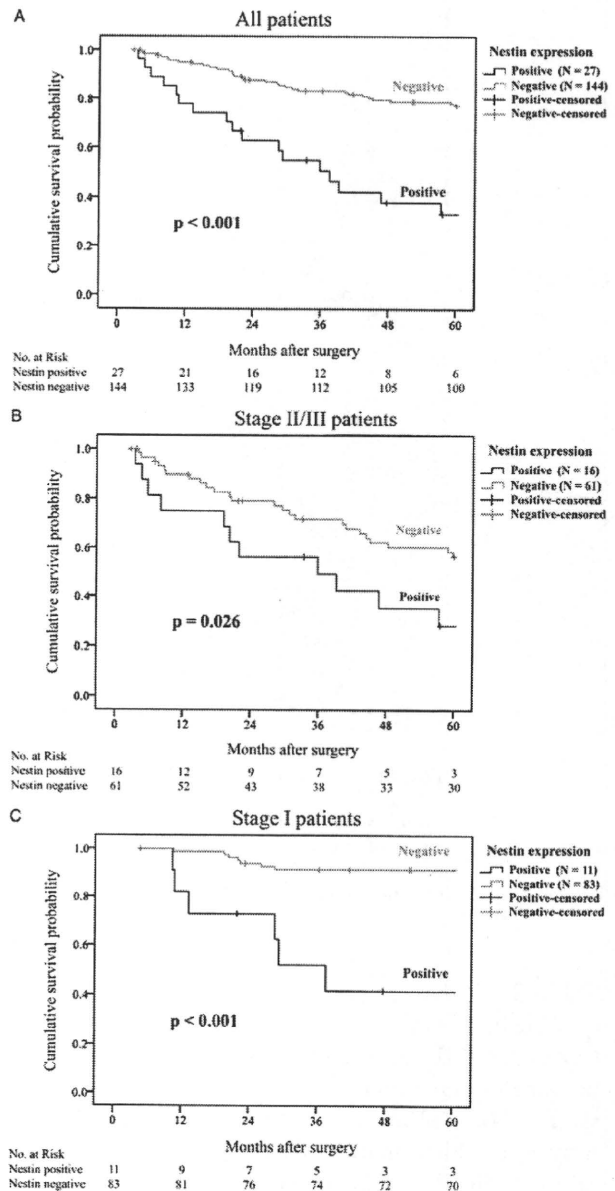 A
All patients
Cumulative survival probability
1.0
0.8
0.6
0.4
0.2
0.0
Negative
Positive
p < 0.001
Nestin expression
Positive (N = 27)
Negative (N = 144)
Positive-censored
Negative-censored
0 12 24 36 48 60
Months after surgery
No. at Risk
Nestin positive 27 21 16 12 8 6
Nestin negative 144 133 119 112 105 100
B
Stage II/III patients
Cumulative survival probability
1.0
0.8
0.6
0.4
0.2
0.0
Negative
Positive
p = 0.026
Nestin expression
Positive (N = 16)
Negative (N = 61)
Positive-censored
Negative-censored
0 12 24 36 48 60
Months after surgery
No. at Risk
Nestin positive 16 12 9 7 5 3
Nestin negative 61 52 43 38 33 30
C
Stage I patients
Cumulative survival probability
1.0
0.8
0.6
0.4
0.2
0.0
Negative
Positive
p < 0.001
Nestin expression
Positive (N = 11)
Negative (N = 83)
Positive-censored
Negative-censored
0 12 24 36 48 60
Months after surgery
No. at Risk
Nestin positive 11 9 7 5 3 3
Nestin negative 83 81 76 74 72 70